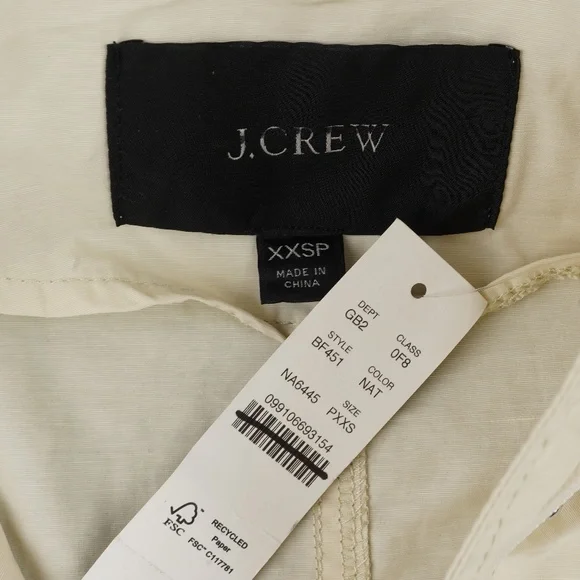 J.CREW
XXSP
MADE IN
CHINA
DEPT CLASS
GB2 0F8
STYLE COLOR
BF451 NAT
SIZE
NA6445 PXXS
099106693154
FSC
RECYCLED
Paper
FSC™ C117781